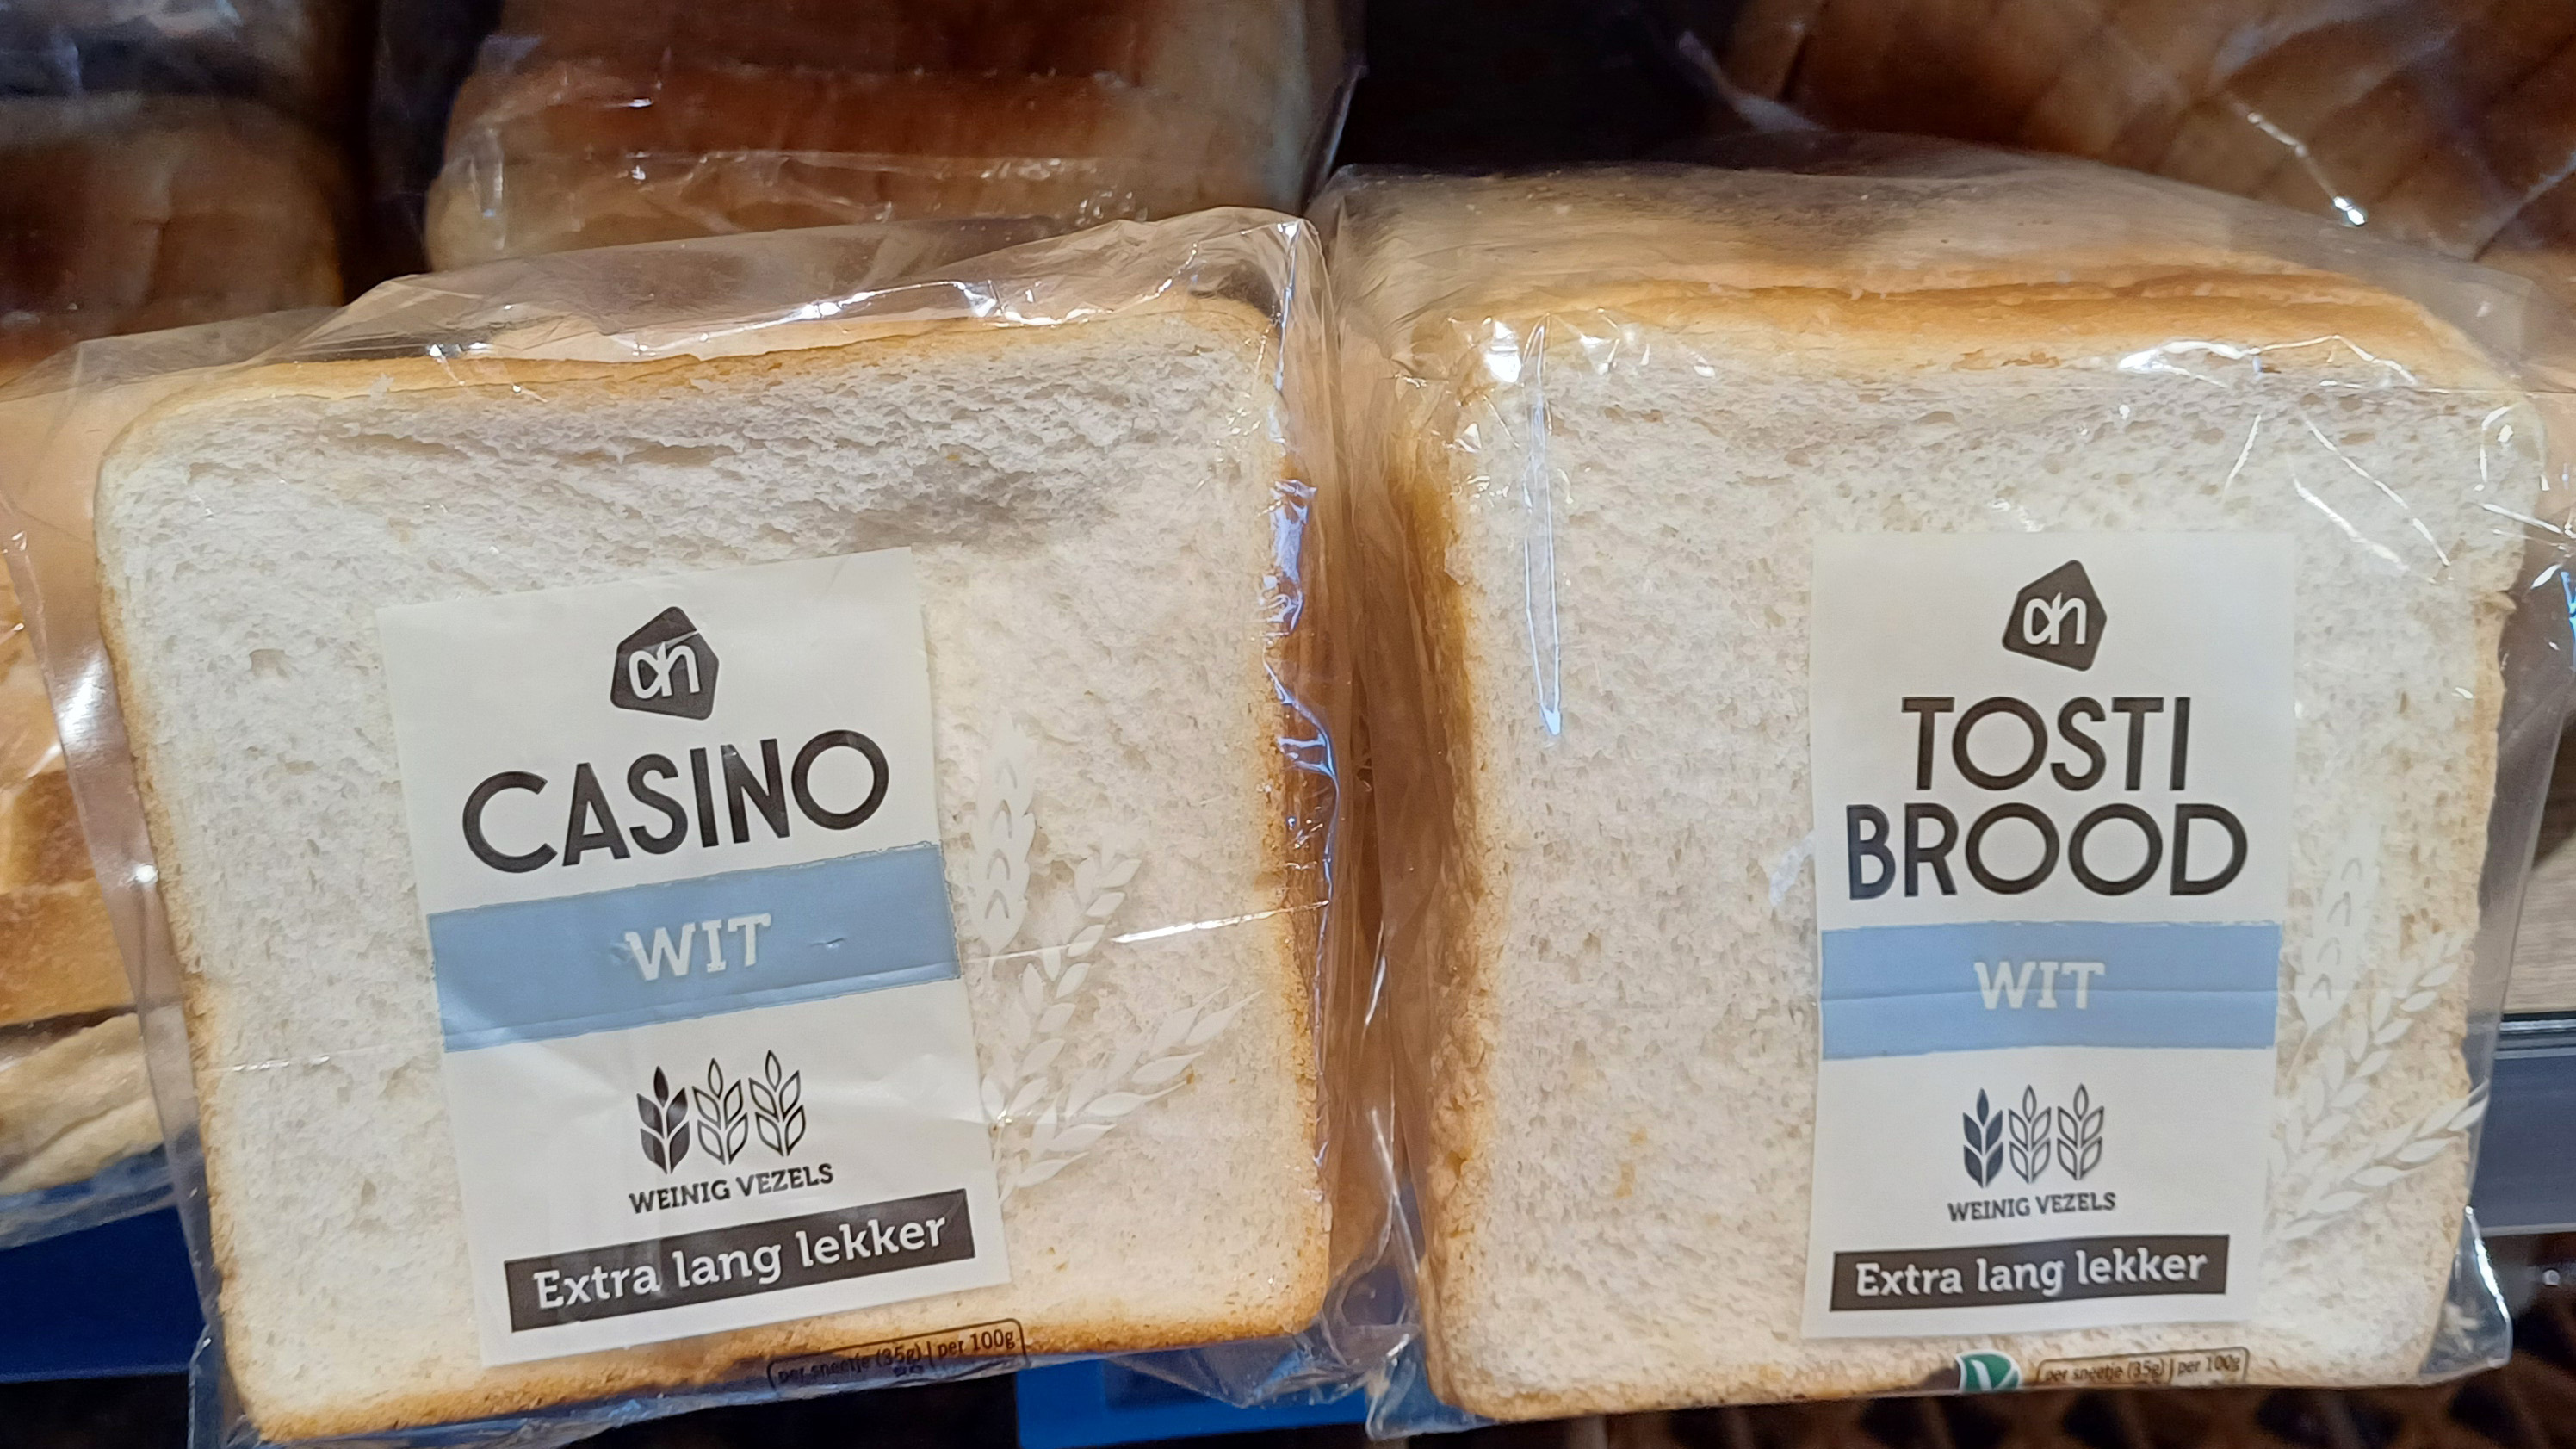 ah
CASINO
WIT
WEINIG VEZELS
Extra lang lekker
per sneetje (35g) | per 100g
ah
TOSTI
BROOD
WIT
WEINIG VEZELS
Extra lang lekker
V
per sneetje (35g) | per 100g